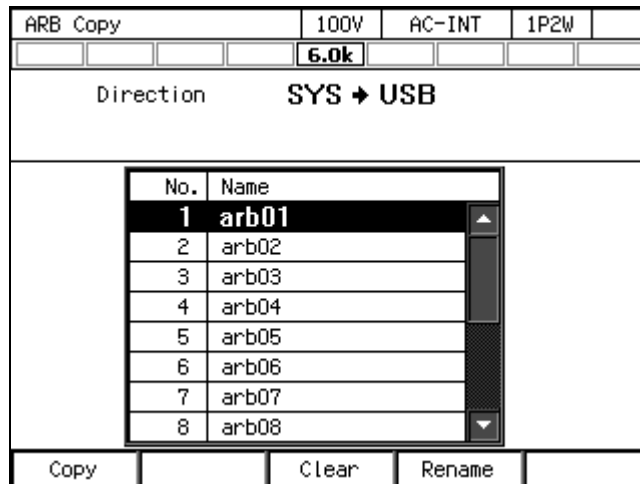 ARB Copy 100V AC-INT 1P2W
6.0k
Direction SYS → USB
No. Name
1 arb01
2 arb02
3 arb03
4 arb04
5 arb05
6 arb06
7 arb07
8 arb08
Copy Clear Rename